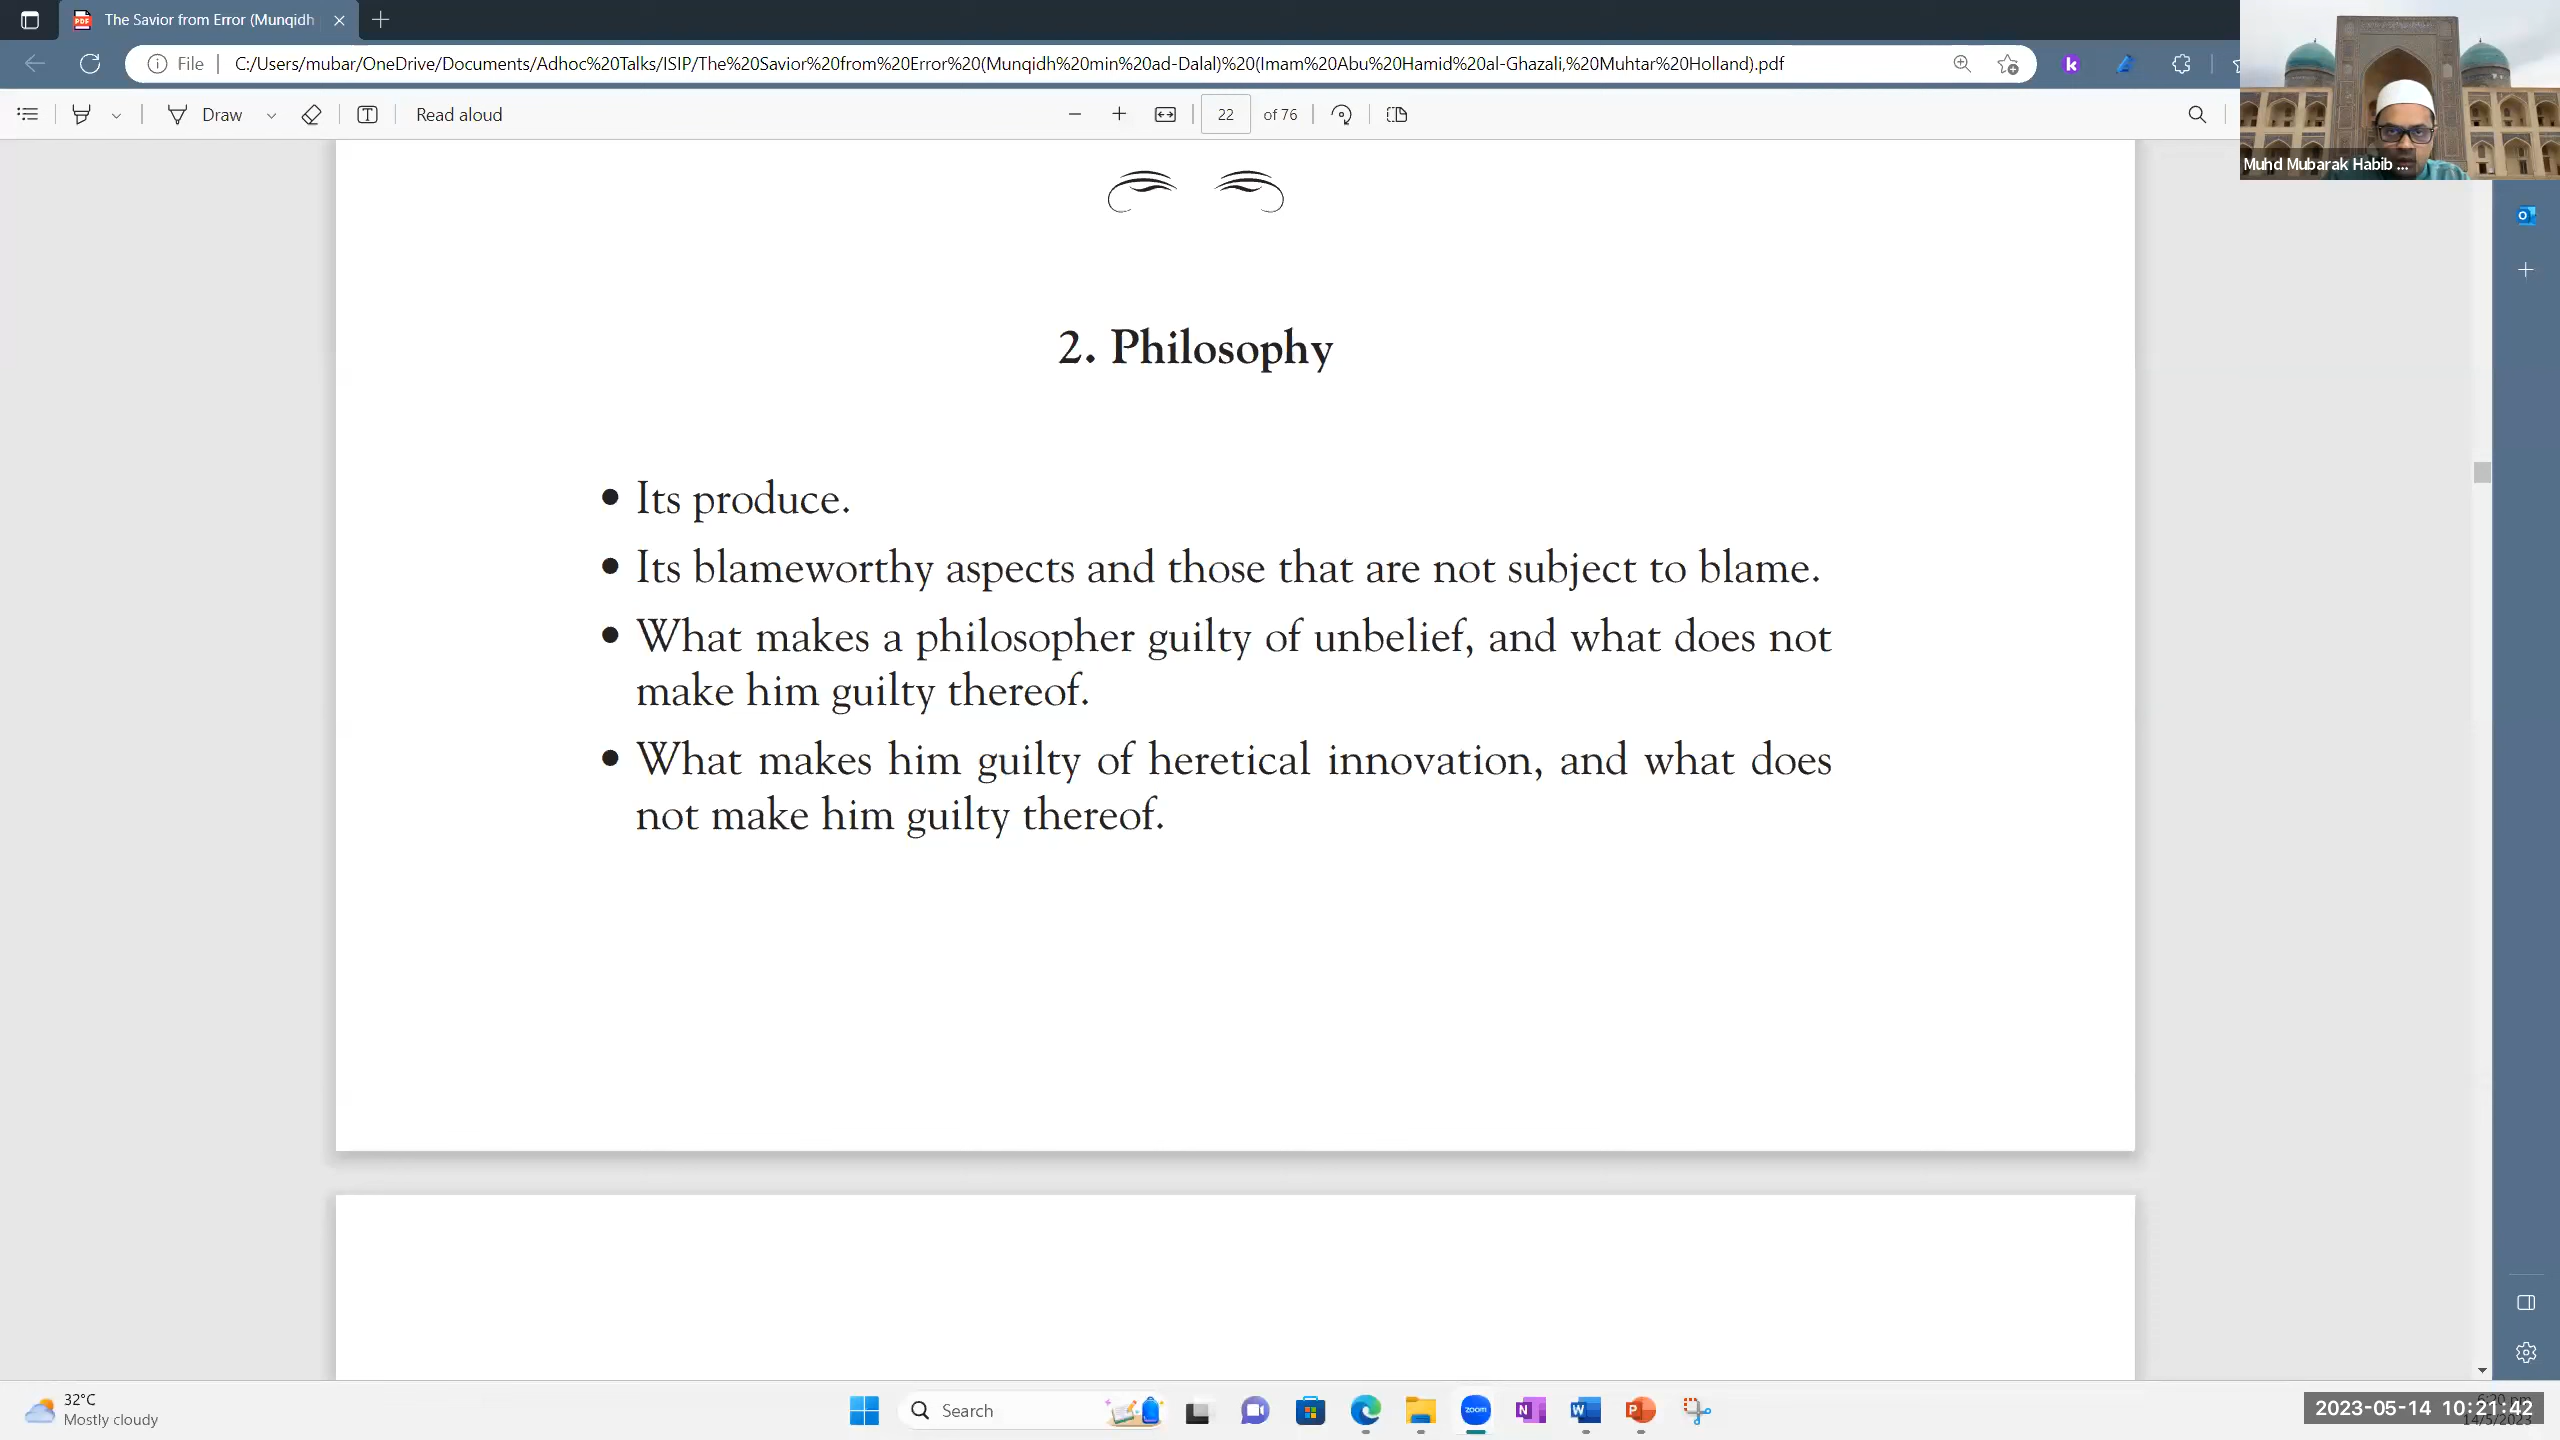 The Savior from Error (Munqidh
File
C:/Users/mubar/OneDrive/Documents/Adhoc%20Talks/ISIP/The%20Savior%20from%20Error%20(Munqidh%20min%20ad-Dalal)%20(Imam%20Abu%20Hamid%20al-Ghazali,%20Muhtar%20Holland).pdf
Draw
Read aloud
22 of 76
Muhd Mubarak Habib ...
2. Philosophy
• Its produce.
• Its blameworthy aspects and those that are not subject to blame.
• What makes a philosopher guilty of unbelief, and what does not
make him guilty thereof.
• What makes him guilty of heretical innovation, and what does
not make him guilty thereof.
32°C
Mostly cloudy
Search
zoom
2023-05-14 10:21:42